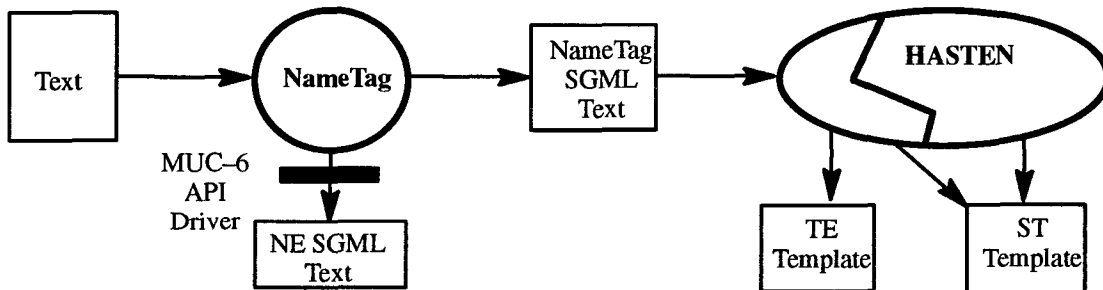 Text
NameTag
NameTag
SGML
Text
HASTEN
MUC–6
API
Driver
NE SGML
Text
TE
Template
ST
Template